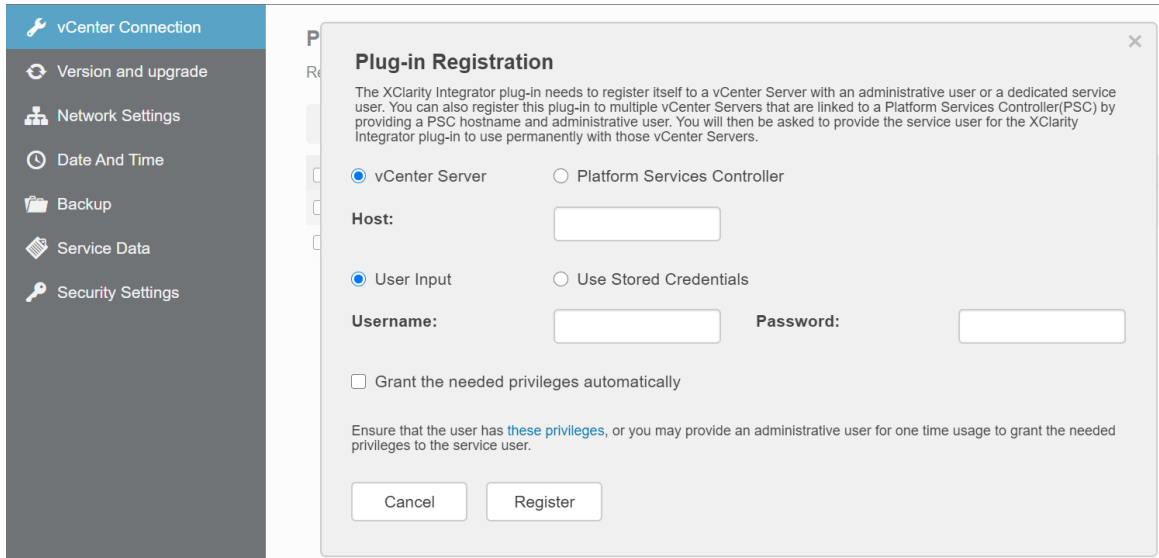 vCenter Connection
Version and upgrade
Network Settings
Date And Time
Backup
Service Data
Security Settings
P
Re
×
Plug-in Registration
The XClarity Integrator plug-in needs to register itself to a vCenter Server with an administrative user or a dedicated service
user. You can also register this plug-in to multiple vCenter Servers that are linked to a Platform Services Controller(PSC) by
providing a PSC hostname and administrative user. You will then be asked to provide the service user for the XClarity
Integrator plug-in to use permanently with those vCenter Servers.
vCenter Server Platform Services Controller
Host:
User Input Use Stored Credentials
Username: Password:
Grant the needed privileges automatically
Ensure that the user has these privileges, or you may provide an administrative user for one time usage to grant the needed
privileges to the service user.
Cancel Register